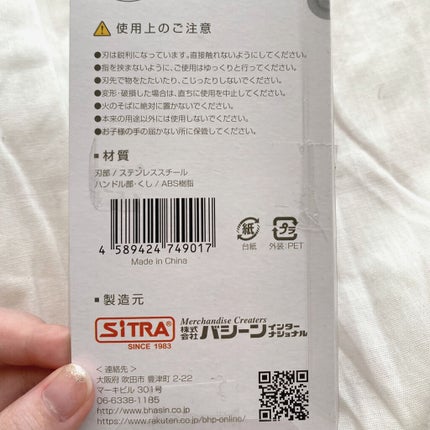 使用上のご注意
●刃は鋭利になっています。直接触れないようにしてください。
●指を挟まないように、ご使用はゆっくりと行ってください。
●刃先で物をたたいたり、こじったりしないでください。
●変形・破損した場合は、直ちに使用を中止してください。
●火のそばに絶対に置かないでください。
●本来の用途以外には使用しないでください。
●お子様の手の届かない所に保管してください。
■材質
刃部/ステンレススチール
ハンドル部・くし/ABS樹脂
4 589424 749017
Made in China
紙
台紙
プラ
外装:PET
■製造元
SiTRA
SINCE 1983
Merchandise Creaters
株式会社バシーンインターナショナル
<連絡先>
大阪府 吹田市 豊津町 2-22
マーキビル 301号
06-6338-1185
http://www.bhasin.co.jp
https://www.rakuten.co.jp/bhp-online/